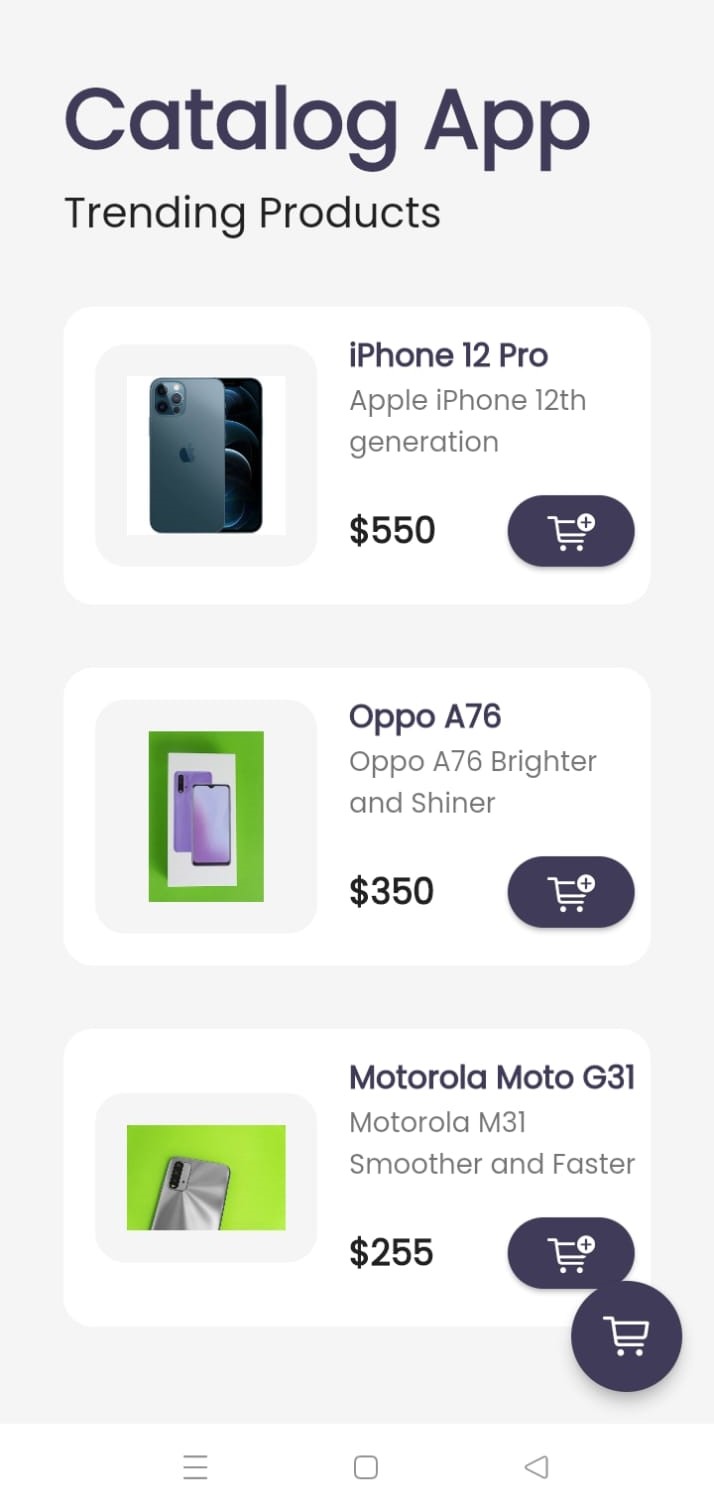 Catalog App
Trending Products
iPhone 12 Pro
Apple iPhone 12th
generation
$550
Oppo A76
Oppo A76 Brighter
and Shiner
$350
Motorola Moto G31
Motorola M31
Smoother and Faster
$255